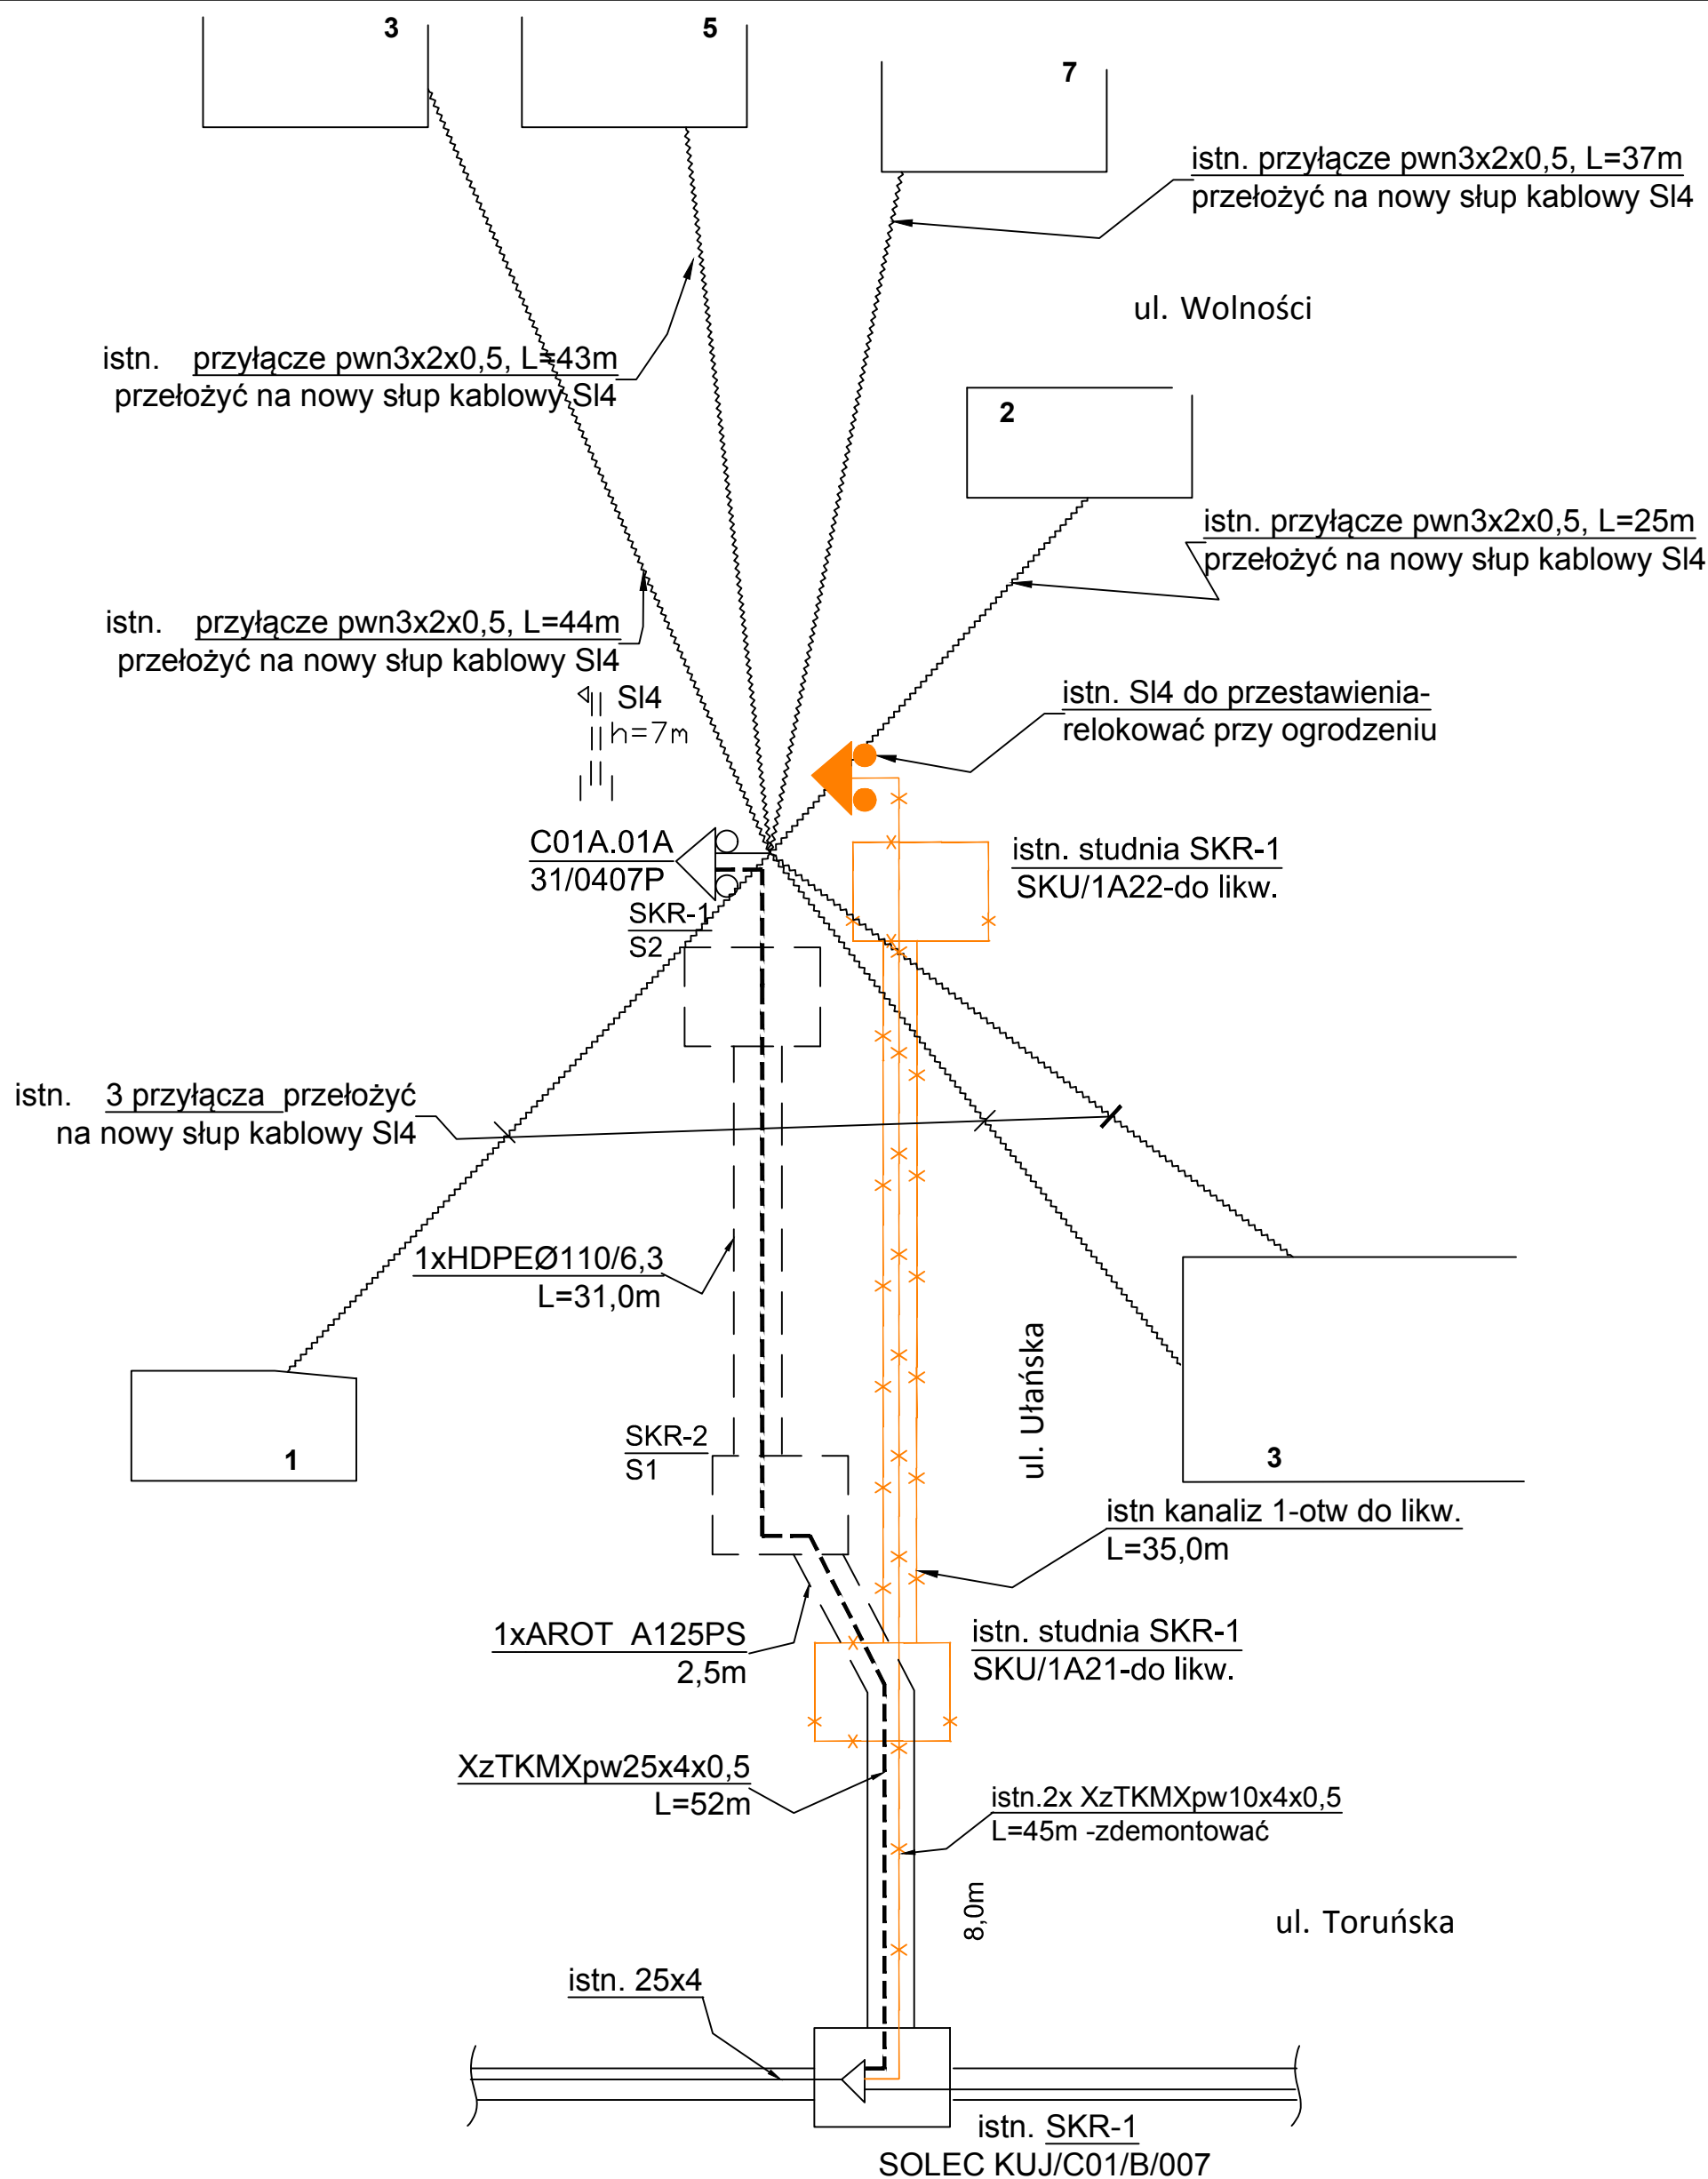 3
5
7
istn. przyłącze pwn3x2x0,5, L=37m
przełożyć na nowy słup kablowy Sl4
ul. Wolności
istn. przyłącze pwn3x2x0,5, L=43m
przełożyć na nowy słup kablowy Sl4
2
istn. przyłącze pwn3x2x0,5, L=25m
przełożyć na nowy słup kablowy Sl4
istn. przyłącze pwn3x2x0,5, L=44m
przełożyć na nowy słup kablowy Sl4
Sl4
h=7m
istn. Sl4 do przestawienia-
relokować przy ogrodzeniu
C01A.01A
31/0407P
istn. studnia SKR-1
SKU/1A22-do likw.
SKR-1
S2
istn. 3 przyłącza przełożyć
na nowy słup kablowy Sl4
1xHDPEØ110/6,3
L=31,0m
ul. Ułańska
1
SKR-2
S1
3
istn kanaliz 1-otw do likw.
L=35,0m
1xAROT A125PS
2,5m
istn. studnia SKR-1
SKU/1A21-do likw.
XzTKMXpw25x4x0,5
L=52m
istn.2x XzTKMXpw10x4x0,5
L=45m -zdemontować
8,0m
ul. Toruńska
istn. 25x4
istn. SKR-1
SOLEC KUJ/C01/B/007